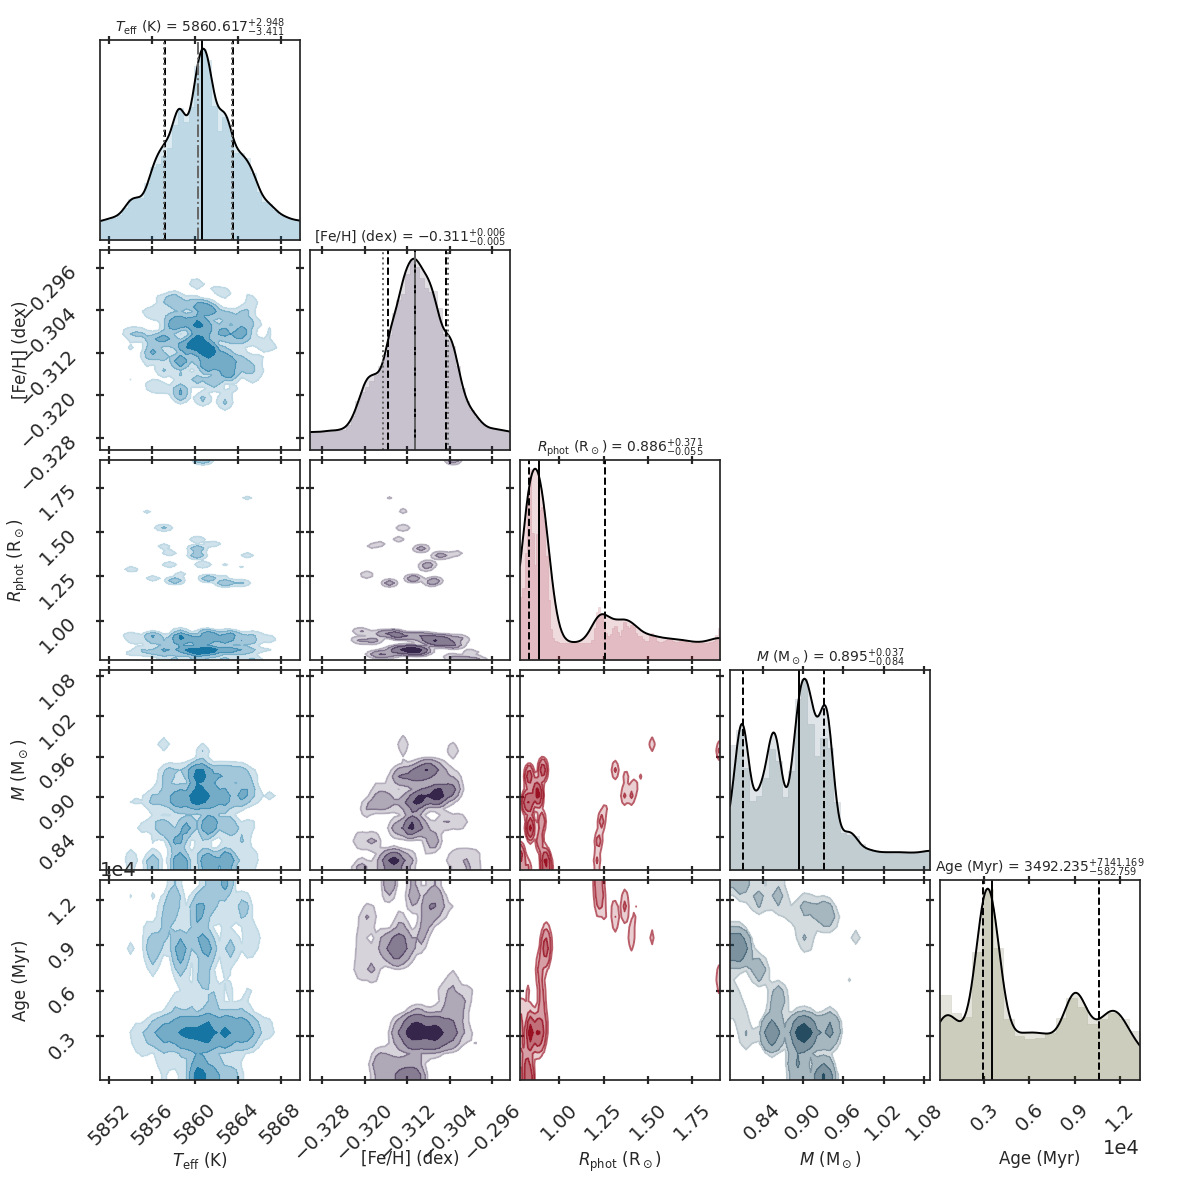 T_eff (K) = 5860.617 +2.948 −3.411
[Fe/H] (dex) = −0.311 +0.006 −0.005
−0.296
−0.304
−0.312
−0.320
−0.328
[Fe/H] (dex)
R_phot (R_⊙) = 0.886 +0.371 −0.055
1.75
1.50
1.25
1.00
R_phot (R_⊙)
M (M_⊙) = 0.895 +0.037 −0.084
1.08
1.02
0.96
0.90
0.84
M (M_⊙)
1e4
Age (Myr) = 3492.235 +7141.169 −582.759
1.2
0.9
0.6
0.3
Age (Myr)
5852 5856 5860 5864 5868
−0.328 −0.320 −0.312 −0.304 −0.296
1.00 1.25 1.50 1.75
0.84 0.90 0.96 1.02 1.08
0.3 0.6 0.9 1.2
1e4
T_eff (K) [Fe/H] (dex) R_phot (R_⊙) M (M_⊙) Age (Myr)